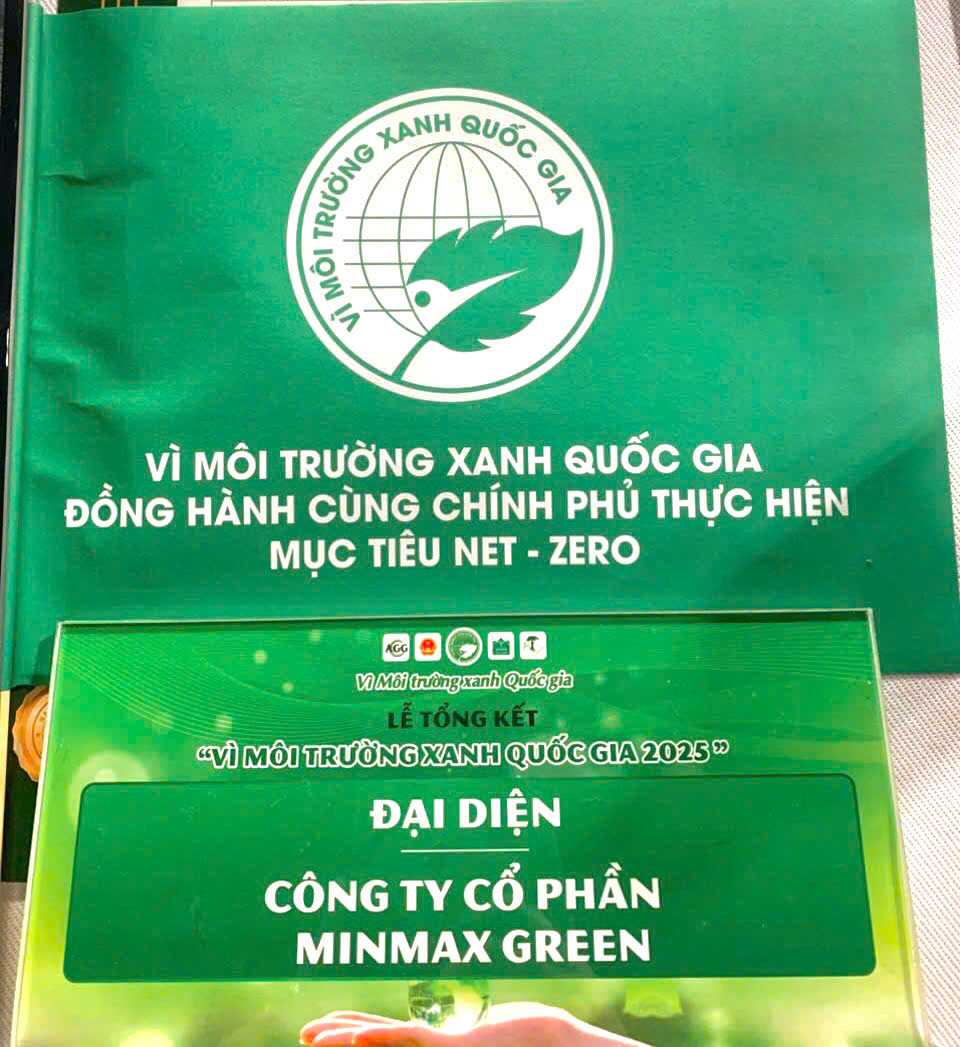 VÌ MÔI TRƯỜNG XANH QUỐC GIA
VÌ MÔI TRƯỜNG XANH QUỐC GIA
ĐỒNG HÀNH CÙNG CHÍNH PHỦ THỰC HIỆN
MỤC TIÊU NET - ZERO
AGG
Vì Môi trường xanh Quốc gia
LỄ TỔNG KẾT
“VÌ MÔI TRƯỜNG XANH QUỐC GIA 2025”
ĐẠI DIỆN
CÔNG TY CỔ PHẦN
MINMAX GREEN